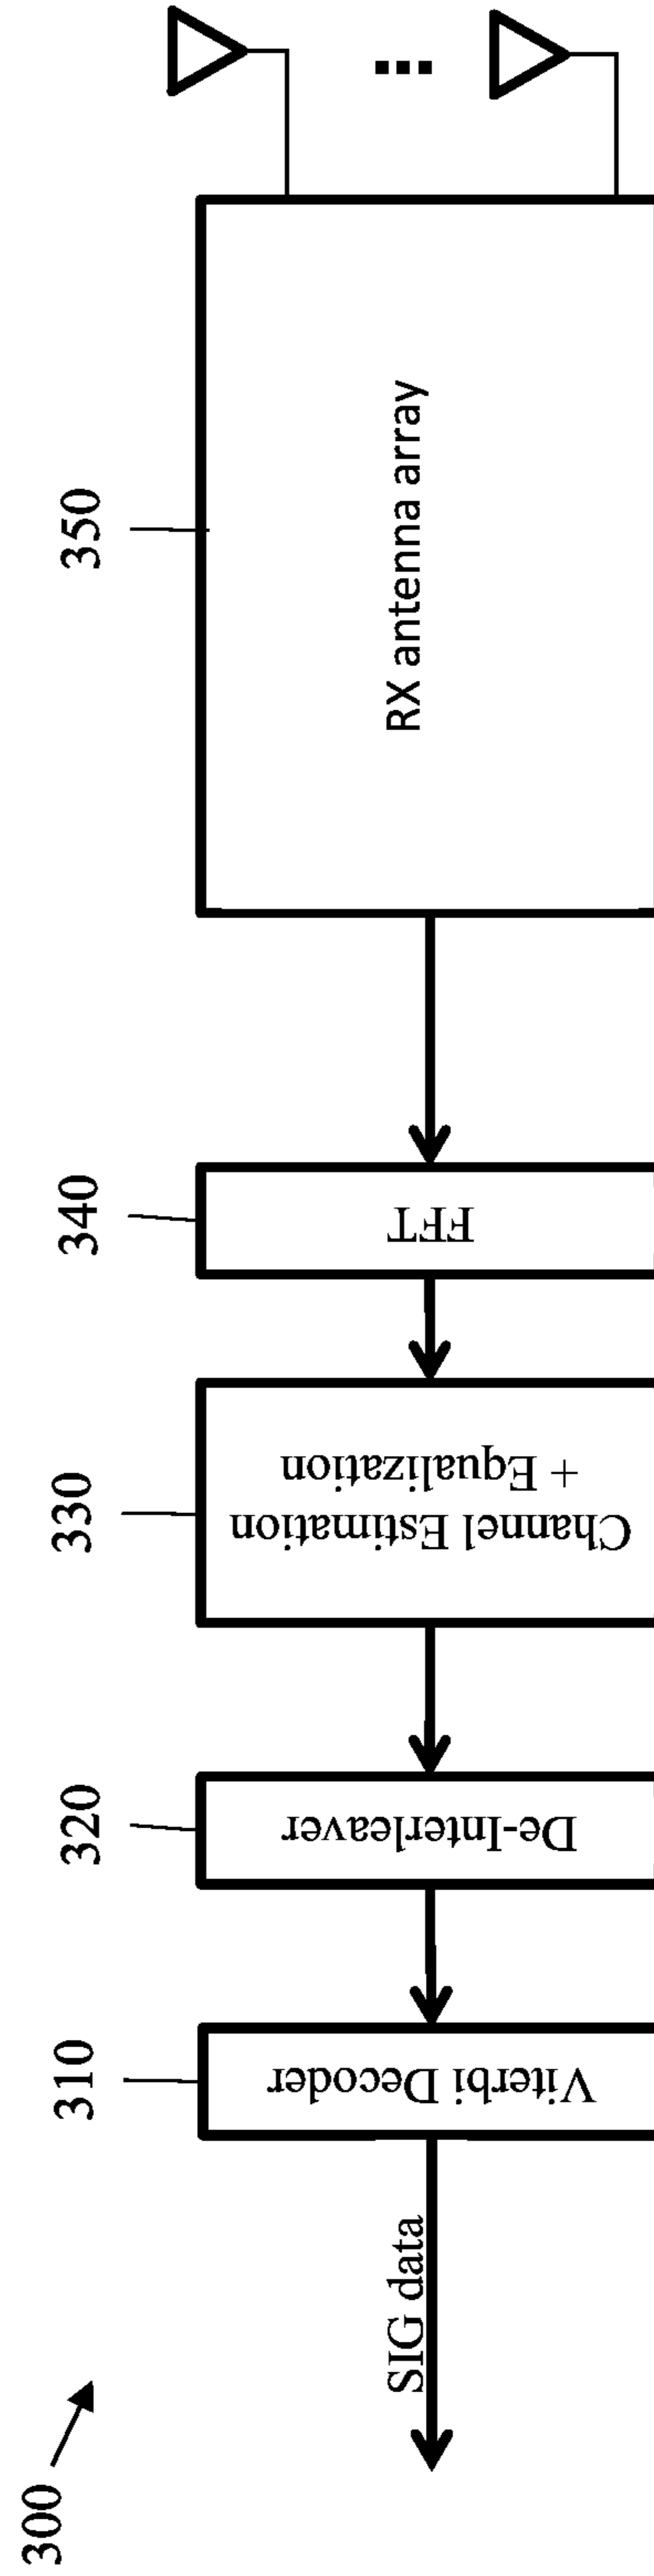 300
310
320
330
340
350
SIG data
Viterbi Decoder
De-Interleaver
Channel Estimation
+ Equalization
FFT
RX antenna array